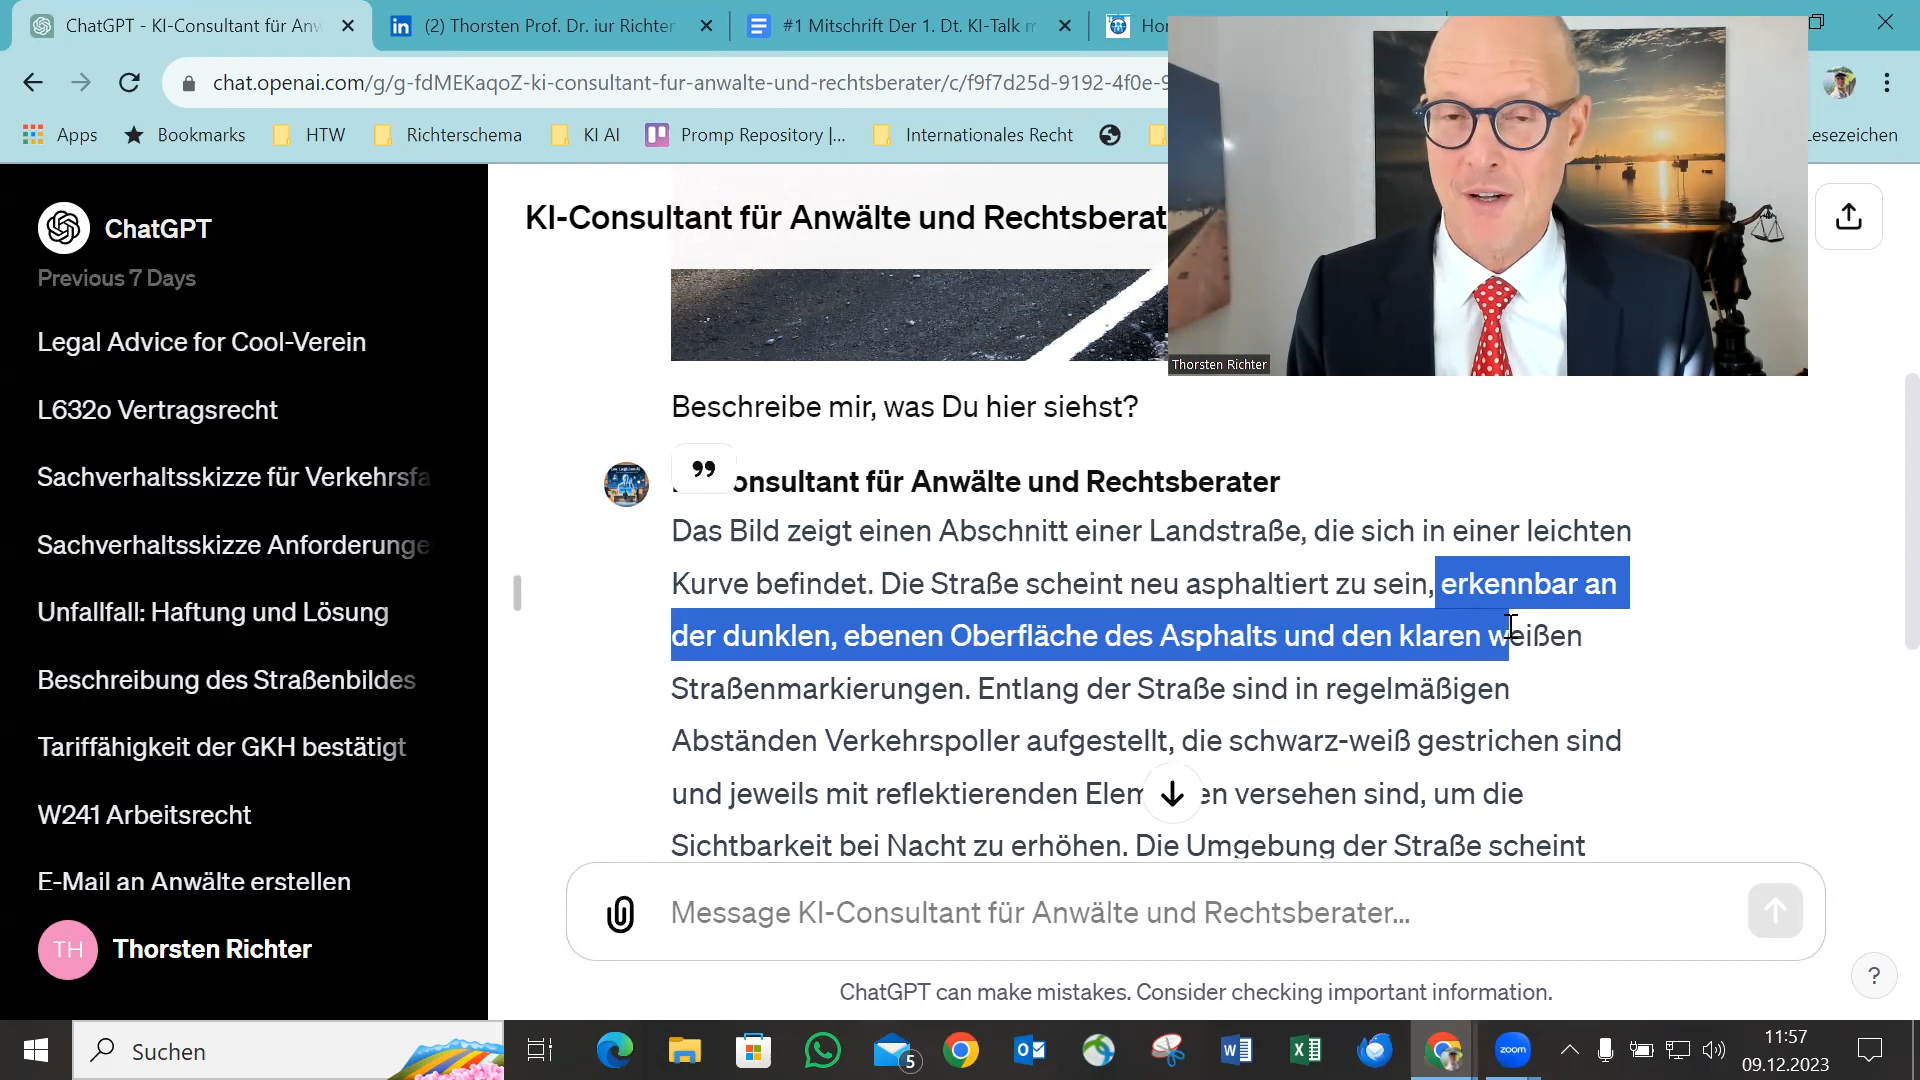 ChatGPT - KI-Consultant für Anw
(2) Thorsten Prof. Dr. iur Richter
#1 Mitschrift Der 1. Dt. KI-Talk m
chat.openai.com/g/g-fdMEKaqoZ-ki-consultant-fur-anwalte-und-rechtsberater/c/f9f7d25d-9192-4f0e-9
Apps
Bookmarks
HTW
Richterschema
KI AI
Promp Repository |...
Internationales Recht
Lesezeichen
ChatGPT
Previous 7 Days
Legal Advice for Cool-Verein
L632o Vertragsrecht
Sachverhaltsskizze für Verkehrsfa
Sachverhaltsskizze Anforderunge
Unfallfall: Haftung und Lösung
Beschreibung des Straßenbildes
Tariffähigkeit der GKH bestätigt
W241 Arbeitsrecht
E-Mail an Anwälte erstellen
TH
Thorsten Richter
KI-Consultant für Anwälte und Rechtsberat
Thorsten Richter
Beschreibe mir, was Du hier siehst?
onsultant für Anwälte und Rechtsberater
Das Bild zeigt einen Abschnitt einer Landstraße, die sich in einer leichten
Kurve befindet. Die Straße scheint neu asphaltiert zu sein, erkennbar an
der dunklen, ebenen Oberfläche des Asphalts und den klaren weißen
Straßenmarkierungen. Entlang der Straße sind in regelmäßigen
Abständen Verkehrspoller aufgestellt, die schwarz-weiß gestrichen sind
und jeweils mit reflektierenden Elem en versehen sind, um die
Sichtbarkeit bei Nacht zu erhöhen. Die Umgebung der Straße scheint
Message KI-Consultant für Anwälte und Rechtsberater...
ChatGPT can make mistakes. Consider checking important information.
?
Suchen
5
zoom
11:57
09.12.2023